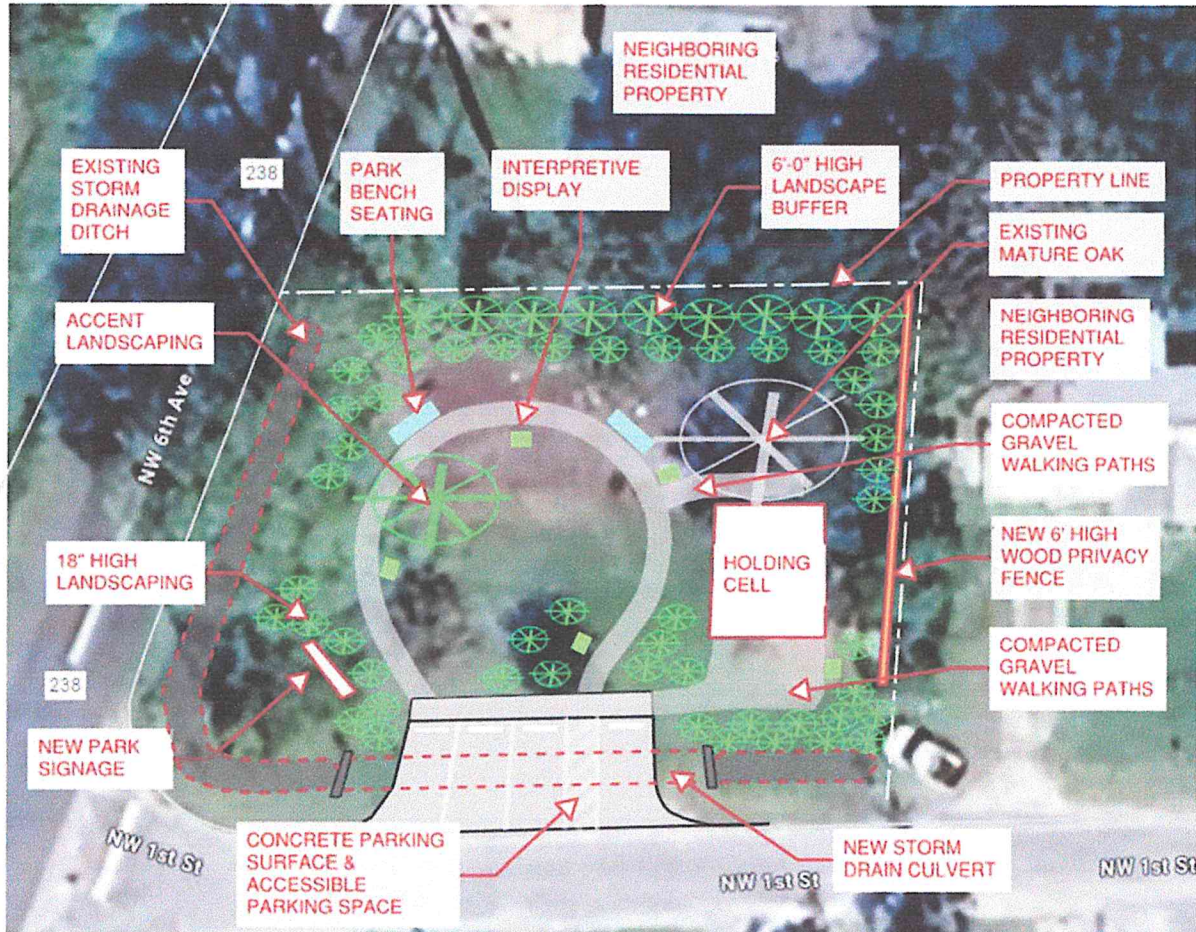 NEIGHBORING
RESIDENTIAL
PROPERTY
EXISTING
STORM
DRAINAGE
DITCH
238
PARK
BENCH
SEATING
INTERPRETIVE
DISPLAY
6'-0" HIGH
LANDSCAPE
BUFFER
PROPERTY LINE
EXISTING
MATURE OAK
ACCENT
LANDSCAPING
NEIGHBORING
RESIDENTIAL
PROPERTY
NW 6th Ave
COMPACTED
GRAVEL
WALKING PATHS
18" HIGH
LANDSCAPING
HOLDING
CELL
NEW 6' HIGH
WOOD PRIVACY
FENCE
238
COMPACTED
GRAVEL
WALKING PATHS
NEW PARK
SIGNAGE
NW 1st St
CONCRETE PARKING
SURFACE &
ACCESSIBLE
PARKING SPACE
NEW STORM
DRAIN CULVERT
NW 1st St
NW 1st St